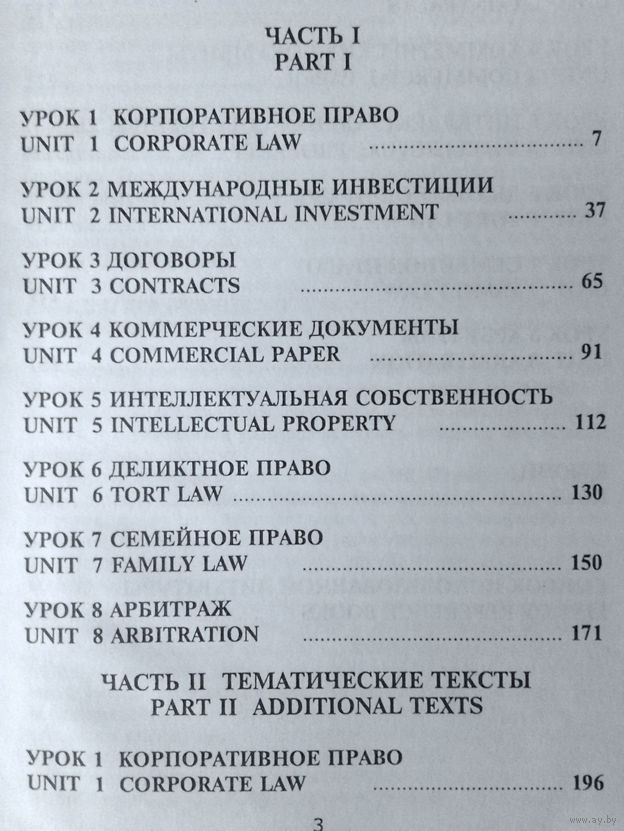 ЧАСТЬ I
PART I
УРОК 1 КОРПОРАТИВНОЕ ПРАВО
UNIT 1 CORPORATE LAW ........ 7
УРОК 2 МЕЖДУНАРОДНЫЕ ИНВЕСТИЦИИ
UNIT 2 INTERNATIONAL INVESTMENT ........ 37
УРОК 3 ДОГОВОРЫ
UNIT 3 CONTRACTS ........ 65
УРОК 4 КОММЕРЧЕСКИЕ ДОКУМЕНТЫ
UNIT 4 COMMERCIAL PAPER ........ 91
УРОК 5 ИНТЕЛЛЕКТУАЛЬНАЯ СОБСТВЕННОСТЬ
UNIT 5 INTELLECTUAL PROPERTY ........ 112
УРОК 6 ДЕЛИКТНОЕ ПРАВО
UNIT 6 TORT LAW ........ 130
УРОК 7 СЕМЕЙНОЕ ПРАВО
UNIT 7 FAMILY LAW ........ 150
УРОК 8 АРБИТРАЖ
UNIT 8 ARBITRATION ........ 171
ЧАСТЬ II ТЕМАТИЧЕСКИЕ ТЕКСТЫ
PART II ADDITIONAL TEXTS
УРОК 1 КОРПОРАТИВНОЕ ПРАВО
UNIT 1 CORPORATE LAW ........ 196
3
www.ay.by